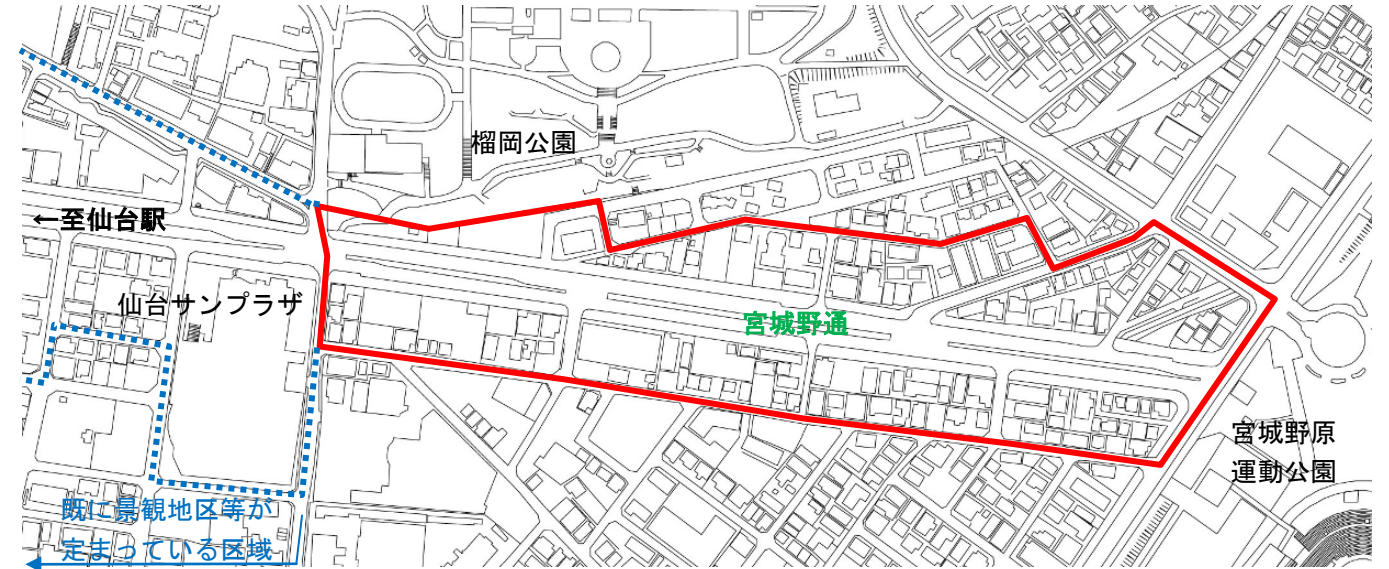 榴岡公園
←至仙台駅
仙台サンプラザ
宮城野通
宮城野原
運動公園
既に景観地区等が
定まっている区域